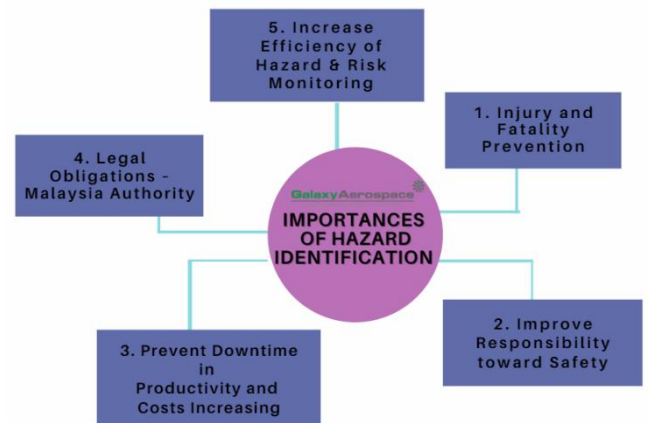 5. Increase
Efficiency of
Hazard & Risk
Monitoring
1. Injury and
Fatality
Prevention
4. Legal
Obligations -
Malaysia Authority
GalaxyAerospace
IMPORTANCES
OF HAZARD
IDENTIFICATION
2. Improve
Responsibility
toward Safety
3. Prevent Downtime
in
Productivity and
Costs Increasing